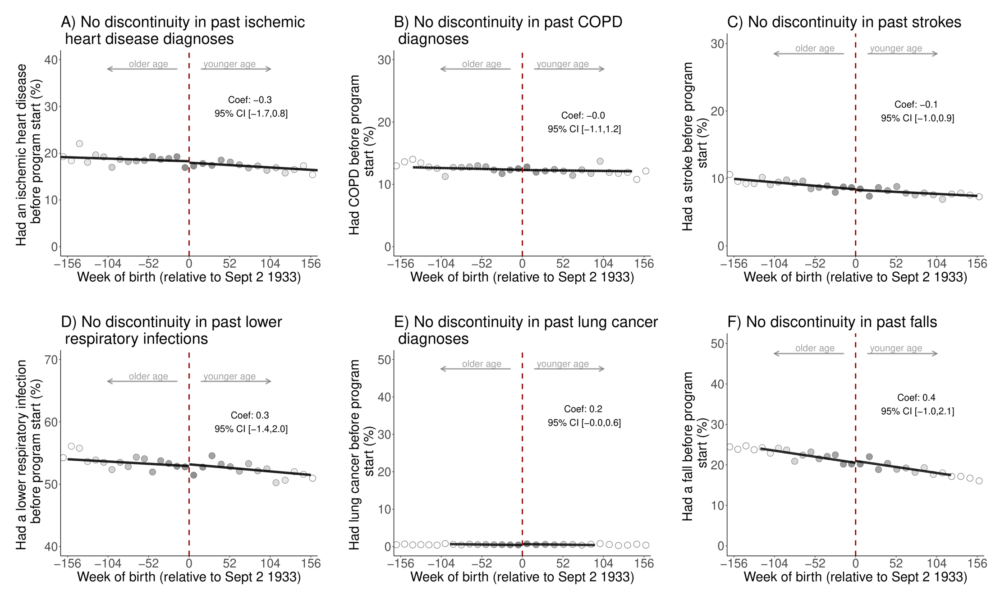 A) No discontinuity in past ischemic
heart disease diagnoses
Had an ischemic heart disease
before program start (%)
40
30
20
10
0
older age
younger age
Coef: −0.3
95% CI [−1.7,0.8]
−156 −104 −52 0 52 104 156
Week of birth (relative to Sept 2 1933)
B) No discontinuity in past COPD
diagnoses
Had COPD before program
start (%)
30
20
10
0
older age
younger age
Coef: −0.0
95% CI [−1.1,1.2]
−156 −104 −52 0 52 104 156
Week of birth (relative to Sept 2 1933)
C) No discontinuity in past strokes
Had a stroke before program
start (%)
30
20
10
0
older age
younger age
Coef: −0.1
95% CI [−1.0,0.9]
−156 −104 −52 0 52 104 156
Week of birth (relative to Sept 2 1933)
D) No discontinuity in past lower
respiratory infections
Had a lower respiratory infection
before program start (%)
70
60
50
40
older age
younger age
Coef: 0.3
95% CI [−1.4,2.0]
−156 −104 −52 0 52 104 156
Week of birth (relative to Sept 2 1933)
E) No discontinuity in past lung cancer
diagnoses
Had lung cancer before program
start (%)
50
40
30
20
10
0
older age
younger age
Coef: 0.2
95% CI [−0.0,0.6]
−156 −104 −52 0 52 104 156
Week of birth (relative to Sept 2 1933)
F) No discontinuity in past falls
Had a fall before program
start (%)
50
40
30
20
10
0
older age
younger age
Coef: 0.4
95% CI [−1.0,2.1]
−156 −104 −52 0 52 104 156
Week of birth (relative to Sept 2 1933)